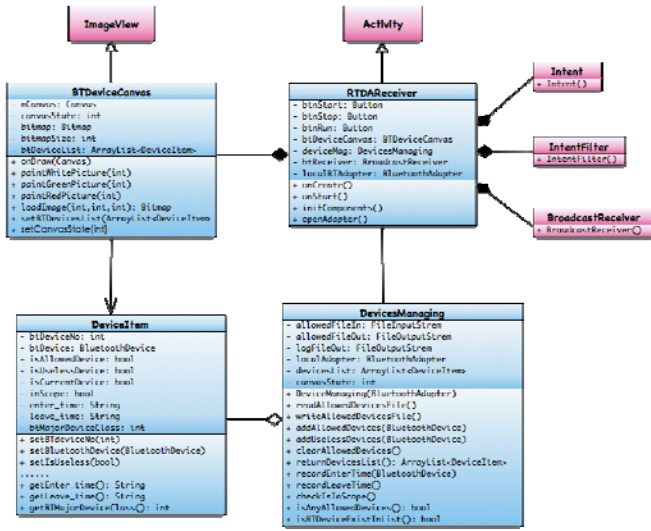 ImageView
Activity
BTDeviceCanvas
- mCanvas: Canvas
- canvasState: int
- bitmap: Bitmap
- bitmapSize: int
- btDeviceList: ArrayList<DeviceItem>
+ onDraw(Canvas)
+ paintWhitePicture(int)
+ paintGreenPicture(int)
+ paintRedPicture(int)
+ loadImage(int,int,int): Bitmap
+ setBTDevicesList(ArrayList<DeviceItem>
+ setCanvasState(int)
RTDAReceiver
- btnStart: Button
- btnStop: Button
- btnRun: Button
- btDeviceCanvas: BTDeviceCanvas
- deviceMag: DevicesManaging
- btReceiver: BroadcastReceiver
- localBTAdapter: BluetoothAdapter
+ onCreate()
+ onStart()
+ initComponents()
+ openAdapter()
Intent
+ Intent()
IntentFilter
+ IntentFilter()
BroadcastReceiver
+ BroadcastReceiver()
DeviceItem
- btDeviceNo: int
- btDevice: BluetoothDevice
- isAllowedDevice: bool
- isUselessDevice: bool
- isCurrentDevice: bool
- inScope: bool
- enter_time: String
- leave_time: String
btMajorDeviceClass: int
+ setBTdeviceNo(int)
+ setBluetoothDevice(BluetoothDevice)
+ setIsUseless(bool)
......
+ getEnter_time(): String
+ getLeave_time(): String
+ getBTMajorDeviceClass(): int
DevicesManaging
- allowedFileIn: FileInputStrem
- allowedFileOut: FileOutputStrem
- logFileOut: FileOutputStrem
- localAdapter: BluetoothAdapter
- devicesList: ArrayList<DeviceItem>
canvasState: int
+ DeviceManaging(BluetoothAdapter)
+ readAllowedDevicesFile()
+ writeAllowedDevicesFile()
+ addAllowedDevices(BluetoothDevice)
+ addUselessDevices(BluetoothDevice)
+ clearAllowedDevices()
+ returnDevicesList(): ArrayList<DeviceItem>
+ recordEnterTime(BluetoothDevice)
+ recordLeaveTime()
+ checkIsInScope()
+ isAnyAllowedDevices(): bool
+ isBTDeviceExistInList(): bool